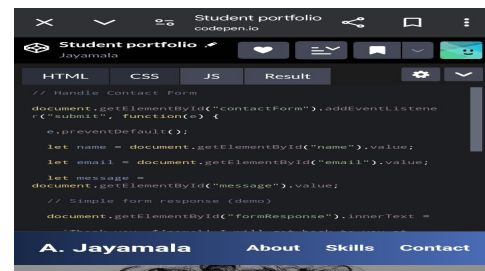 Student portfolio
codepen.io
Student portfolio
Jayamala
HTML CSS JS Result
// Handle Contact Form
document.getElementById("contactForm").addEventListene
r("submit", function(e) {
e.preventDefault();
let name = document.getElementById("name").value;
let email = document.getElementById("email").value;
let message =
document.getElementById("message").value;
// Simple form response (demo)
document.getElementById("formResponse").innerText =
A. Jayamala About Skills Contact